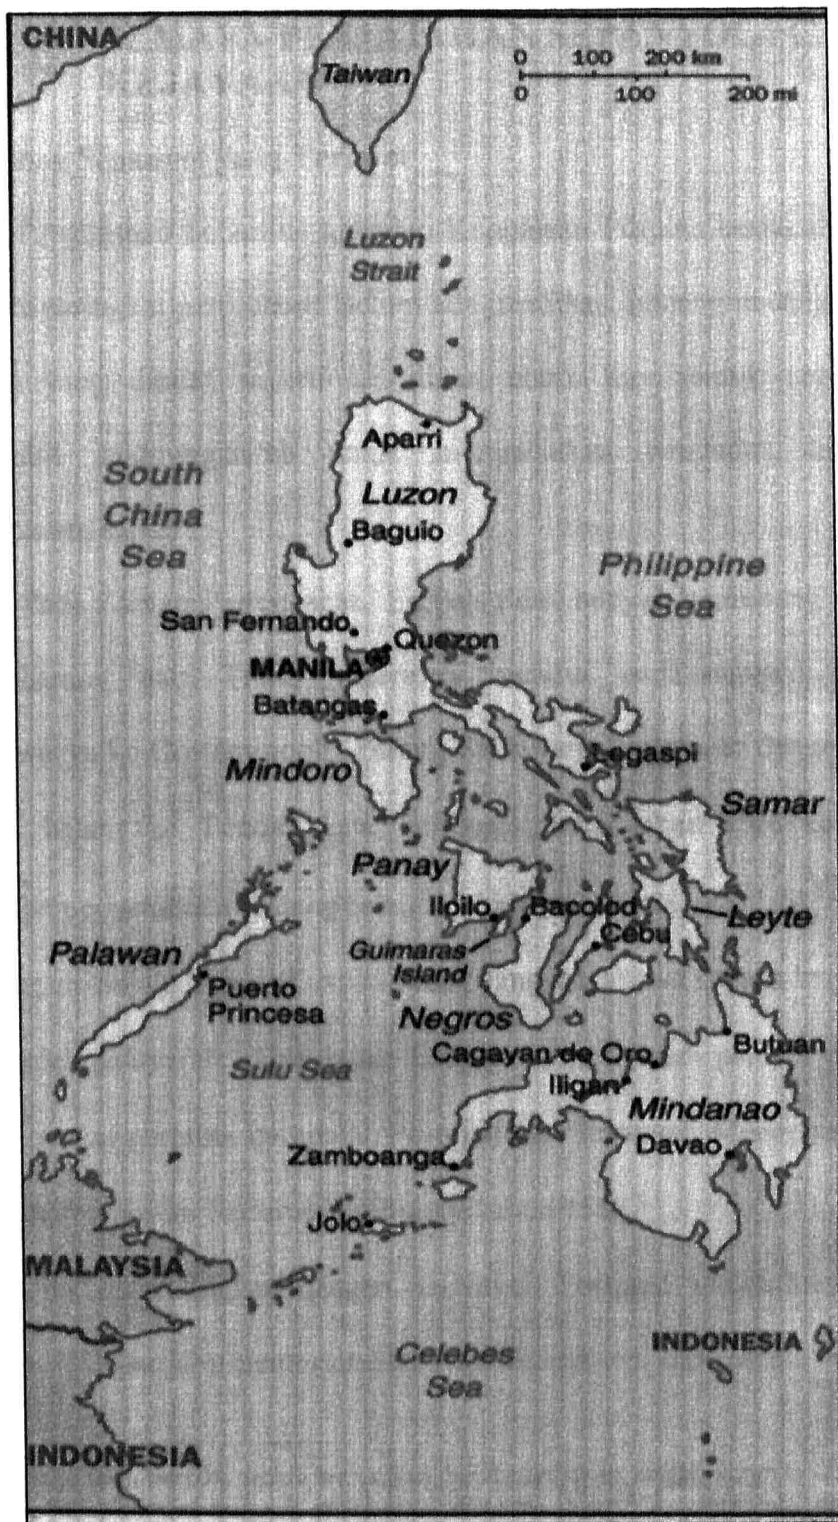 CHINA
Taiwan
0 100 200 km
0 100 200 mi
Luzon
Strait
Aparri
South
China
Sea
Luzon
Baguio
Philippine
Sea
San Fernando
Quezon
MANILA
Batangas
Legaspi
Mindoro
Samar
Panay
Iloilo
Bacolod
Leyte
Cebu
Guimaras
Island
Palawan
Puerto
Princesa
Negros
Cagayan de Oro
Butuan
Sulu Sea
Iligan
Mindanao
Davao
Zamboanga
Jolo
MALAYSIA
INDONESIA
Celebes
Sea
INDONESIA